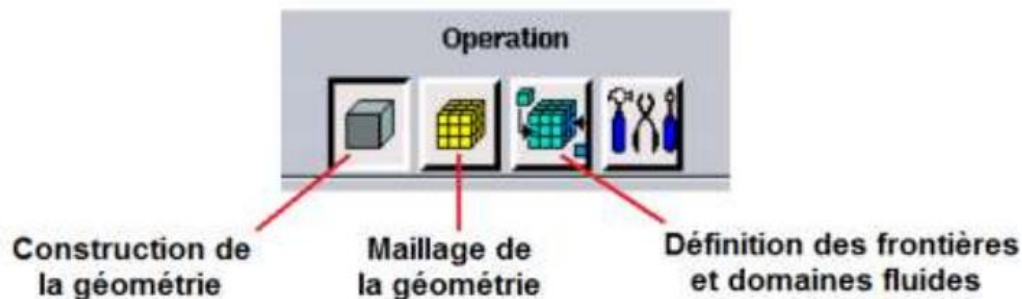 Operation
Construction de
la géométrie
Maillage de
la géométrie
Définition des frontières
et domaines fluides